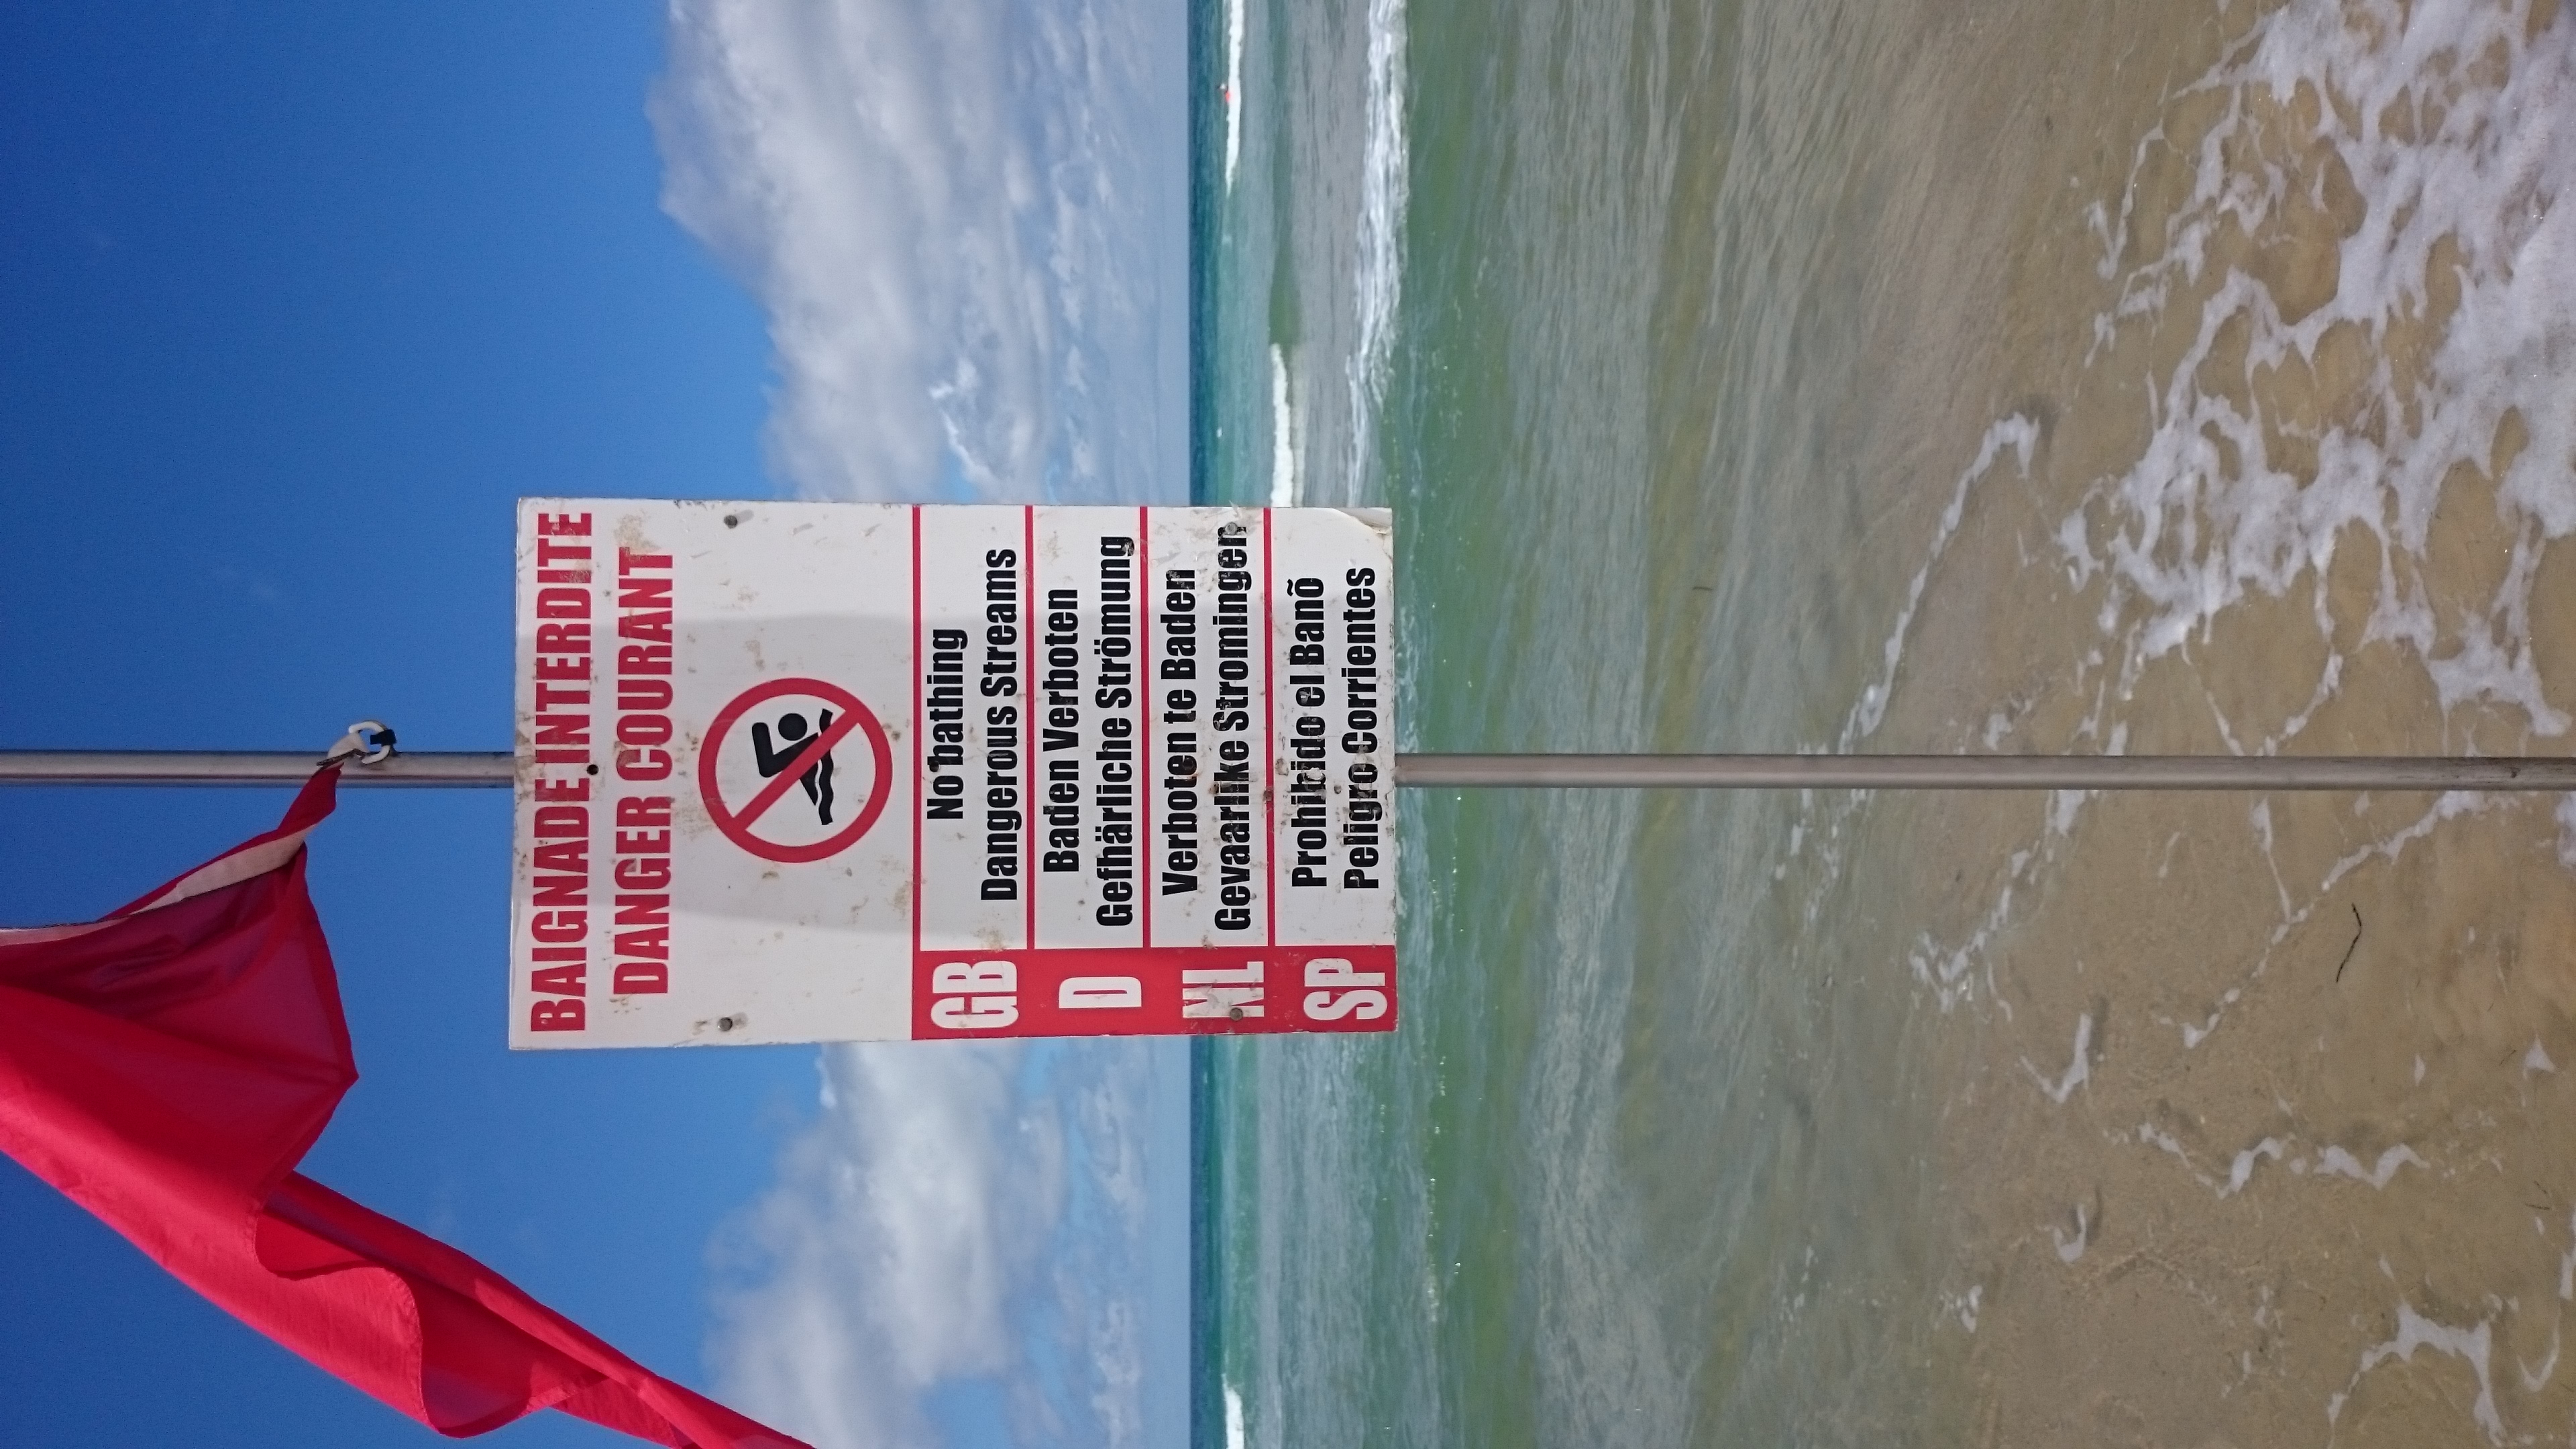 BAIGNADE INTERDITE
DANGER COURANT
GB
No bathing
Dangerous Streams
D
Baden Verboten
Gefhärliche Strömung
NL
Verboten te Baden
Gevaarlike Stromingen
SP
Prohibido el Banõ
Peligro Corrientes